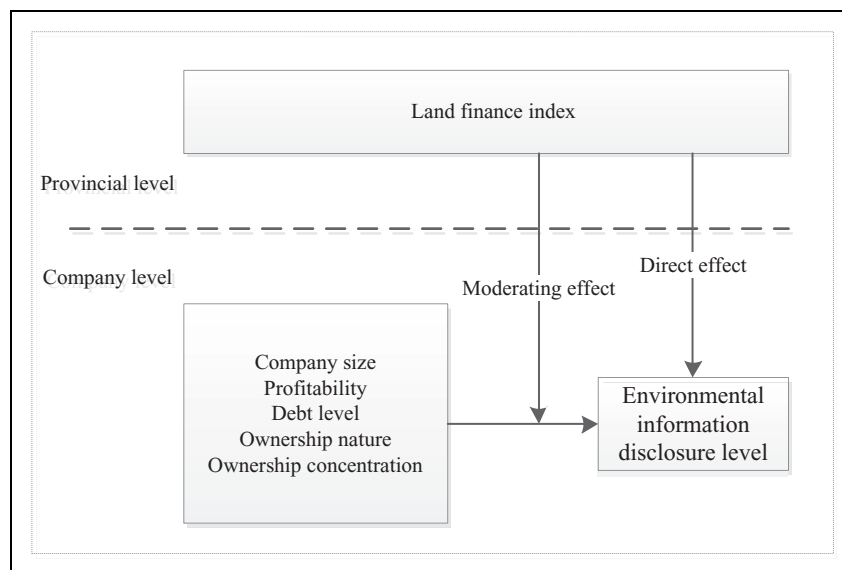 Land finance index
Provincial level
Company level
Direct effect
Moderating effect
Company size
Profitability
Debt level
Ownership nature
Ownership concentration
Environmental
information
disclosure level